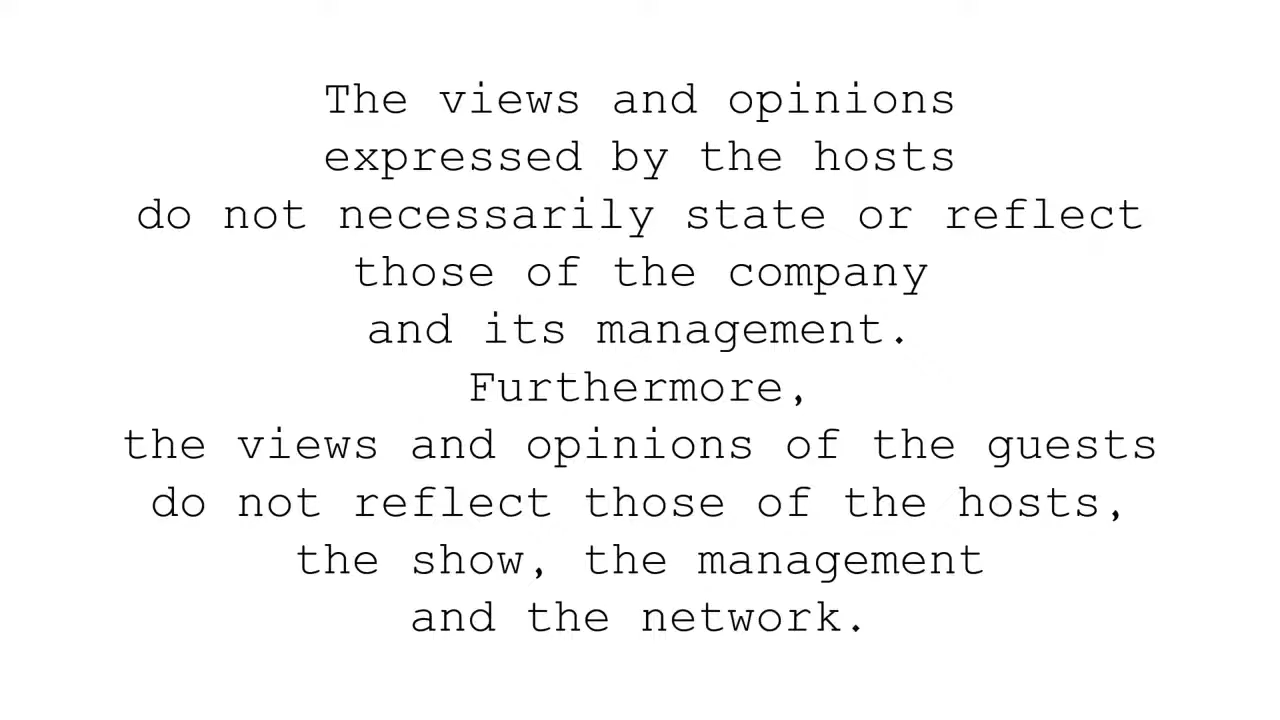 The views and opinions
expressed by the hosts
do not necessarily state or reflect
those of the company
and its management.
Furthermore,
the views and opinions of the guests
do not reflect those of the hosts,
the show, the management
and the network.